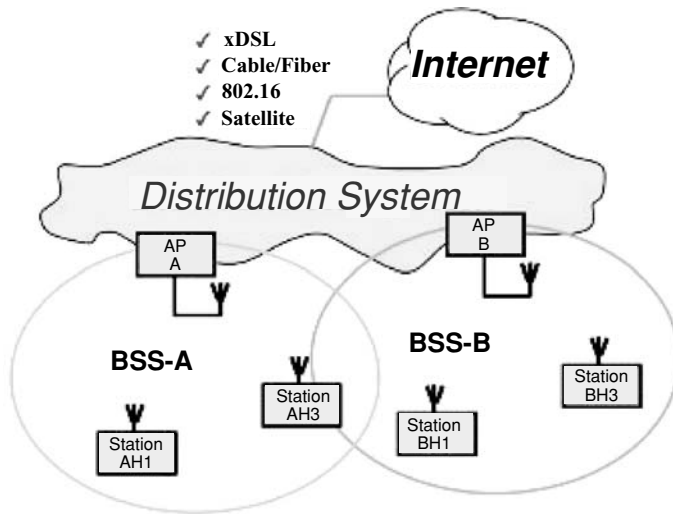 ✓ xDSL
✓ Cable/Fiber
✓ 802.16
✓ Satellite
Internet
Distribution System
AP
A
AP
B
BSS-A
BSS-B
Station
AH1
Station
AH3
Station
BH1
Station
BH3